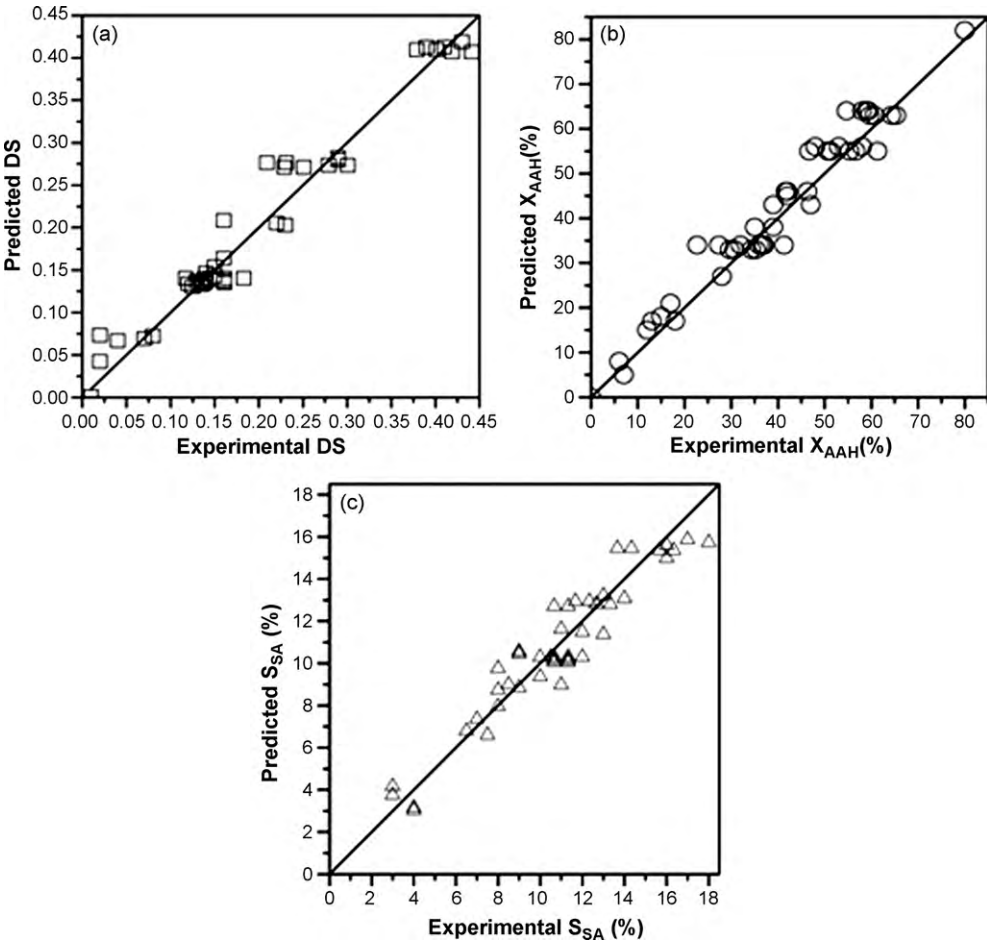 (a)
0.45
0.40
0.35
0.30
0.25
0.20
0.15
0.10
0.05
0.00
Predicted DS
0.00 0.05 0.10 0.15 0.20 0.25 0.30 0.35 0.40 0.45
Experimental DS
(b)
80
70
60
50
40
30
20
10
0
Predicted XAAH(%)
0 10 20 30 40 50 60 70 80
Experimental XAAH(%)
(c)
18
16
14
12
10
8
6
4
2
0
Predicted SSA (%)
0 2 4 6 8 10 12 14 16 18
Experimental SSA (%)